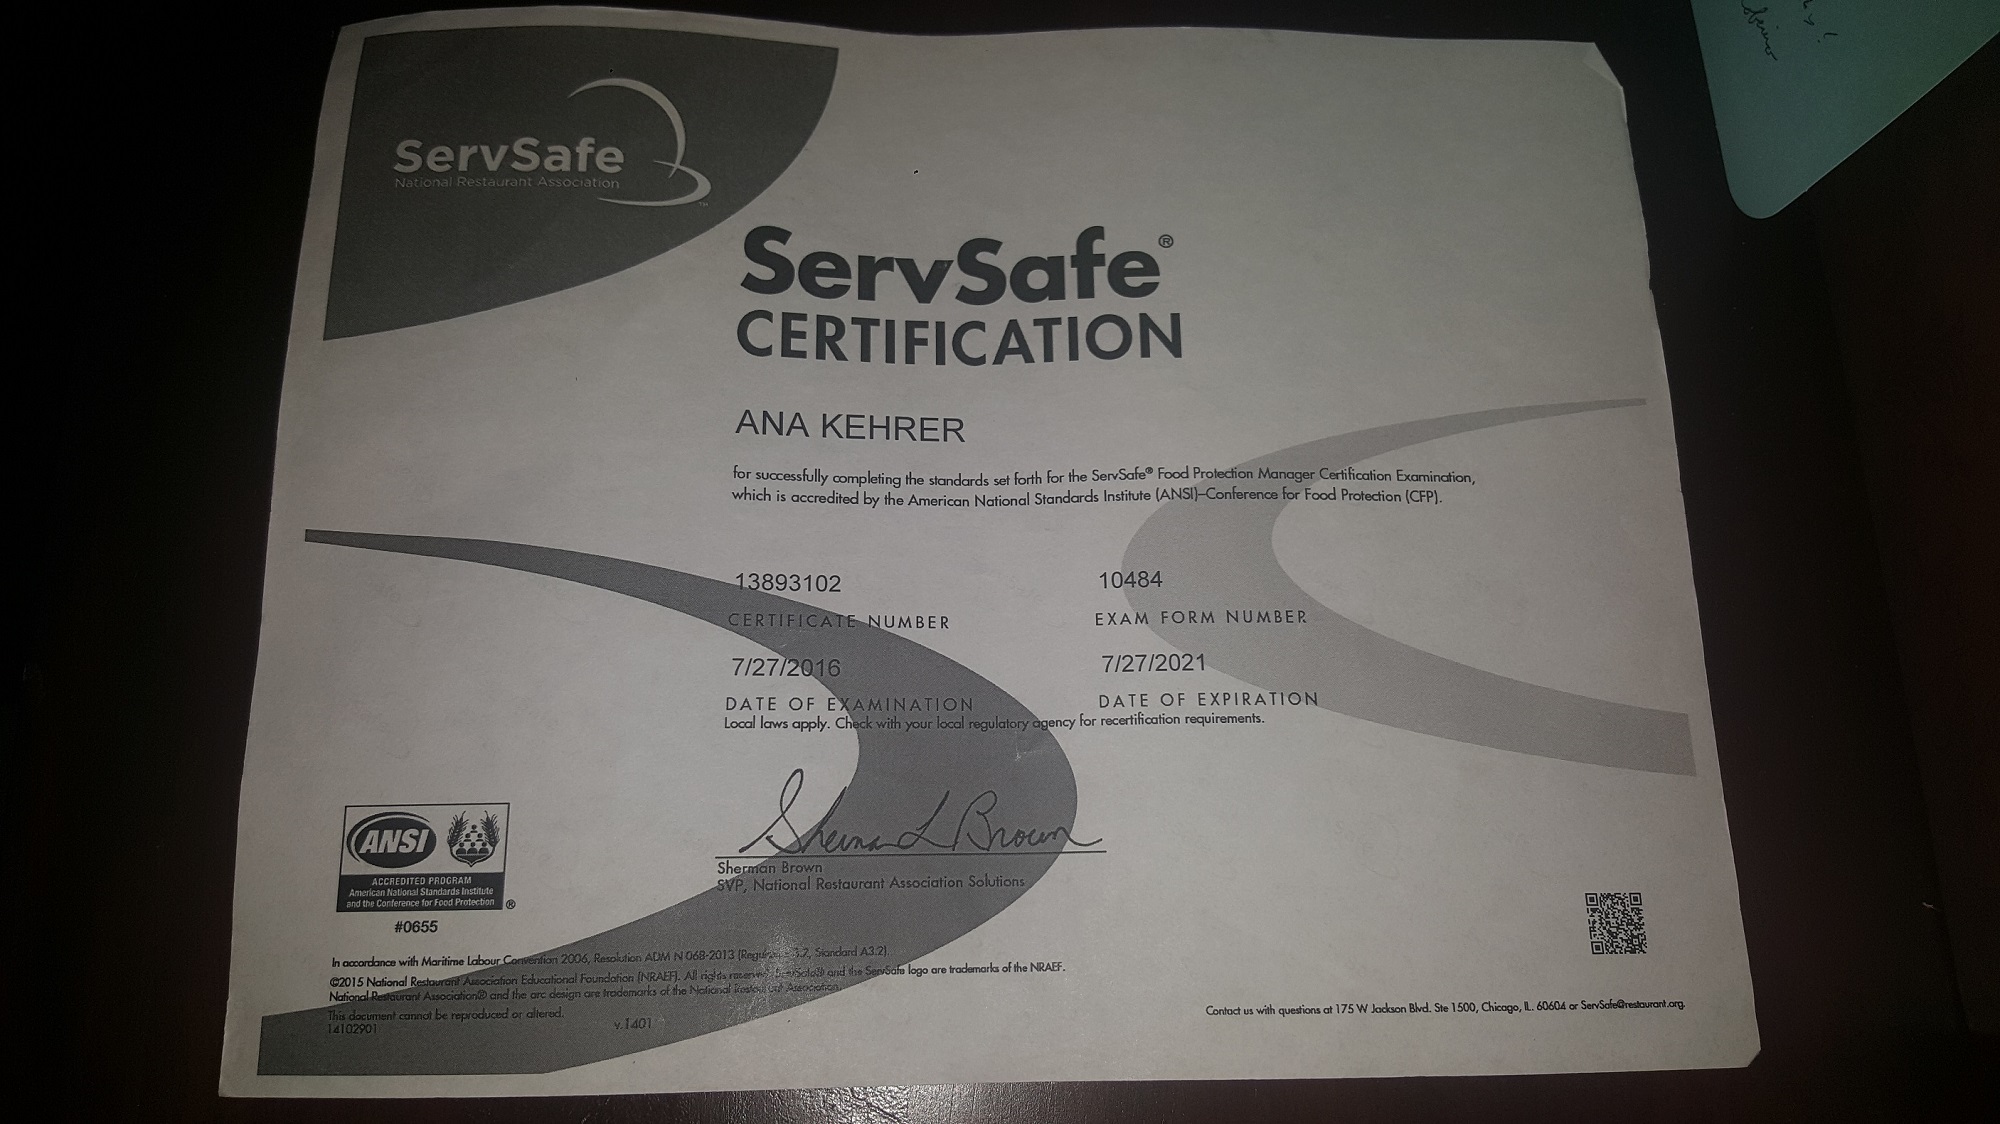 ServSafe
National Restaurant Association
TM
ServSafe®
CERTIFICATION
ANA KEHRER
for successfully completing the standards set forth for the ServSafe® Food Protection Manager Certification Examination,
which is accredited by the American National Standards Institute (ANSI)–Conference for Food Protection (CFP).
13893102
CERTIFICATE NUMBER
10484
EXAM FORM NUMBER
7/27/2016
DATE OF EXAMINATION
7/27/2021
DATE OF EXPIRATION
Local laws apply. Check with your local regulatory agency for recertification requirements.
Sherman L Brown
Sherman Brown
SVP, National Restaurant Association Solutions
ANSI
ACCREDITED PROGRAM
American National Standards Institute
and the Conference for Food Protection
®
#0655
In accordance with Maritime Labour Convention 2006, Resolution ADM N 068-2013 (Regulation 3.2, Standard A3.2).
©2015 National Restaurant Association Educational Foundation (NRAEF). All rights reserved. ServSafe® and the ServSafe logo are trademarks of the NRAEF.
National Restaurant Association® and the arc design are trademarks of the National Restaurant Association.
This document cannot be reproduced or altered.
14102901
v.1401
Contact us with questions at 175 W Jackson Blvd. Ste 1500, Chicago, IL. 60604 or ServSafe@restaurant.org.